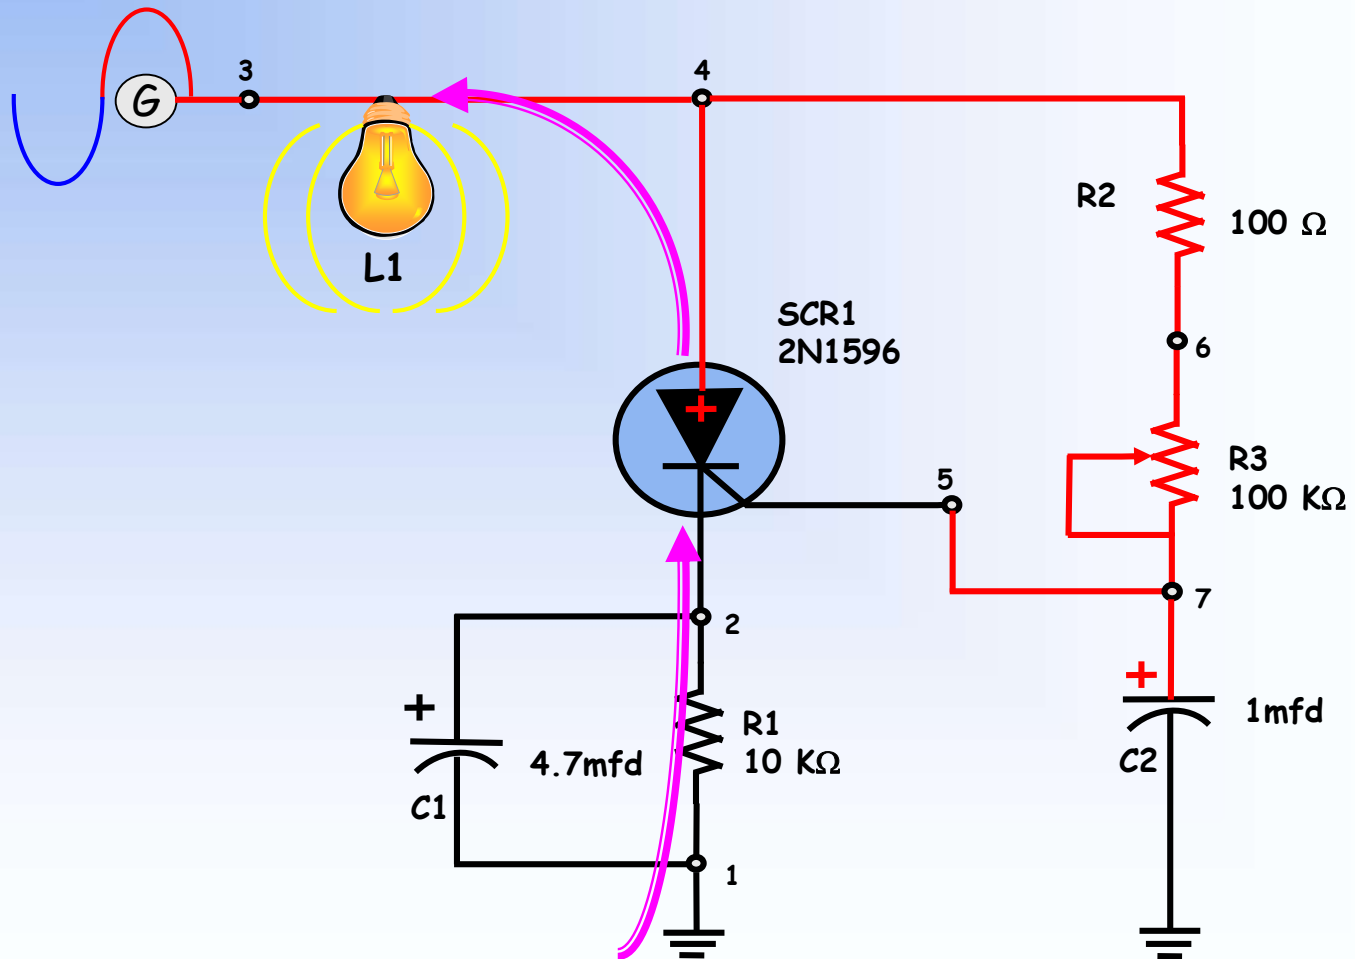 3
4
G
R2
100 Ω
L1
SCR1
2N1596
6
+
R3
100 KΩ
5
7
2
+
+
R1
10 KΩ
1mfd
4.7mfd
C2
C1
1